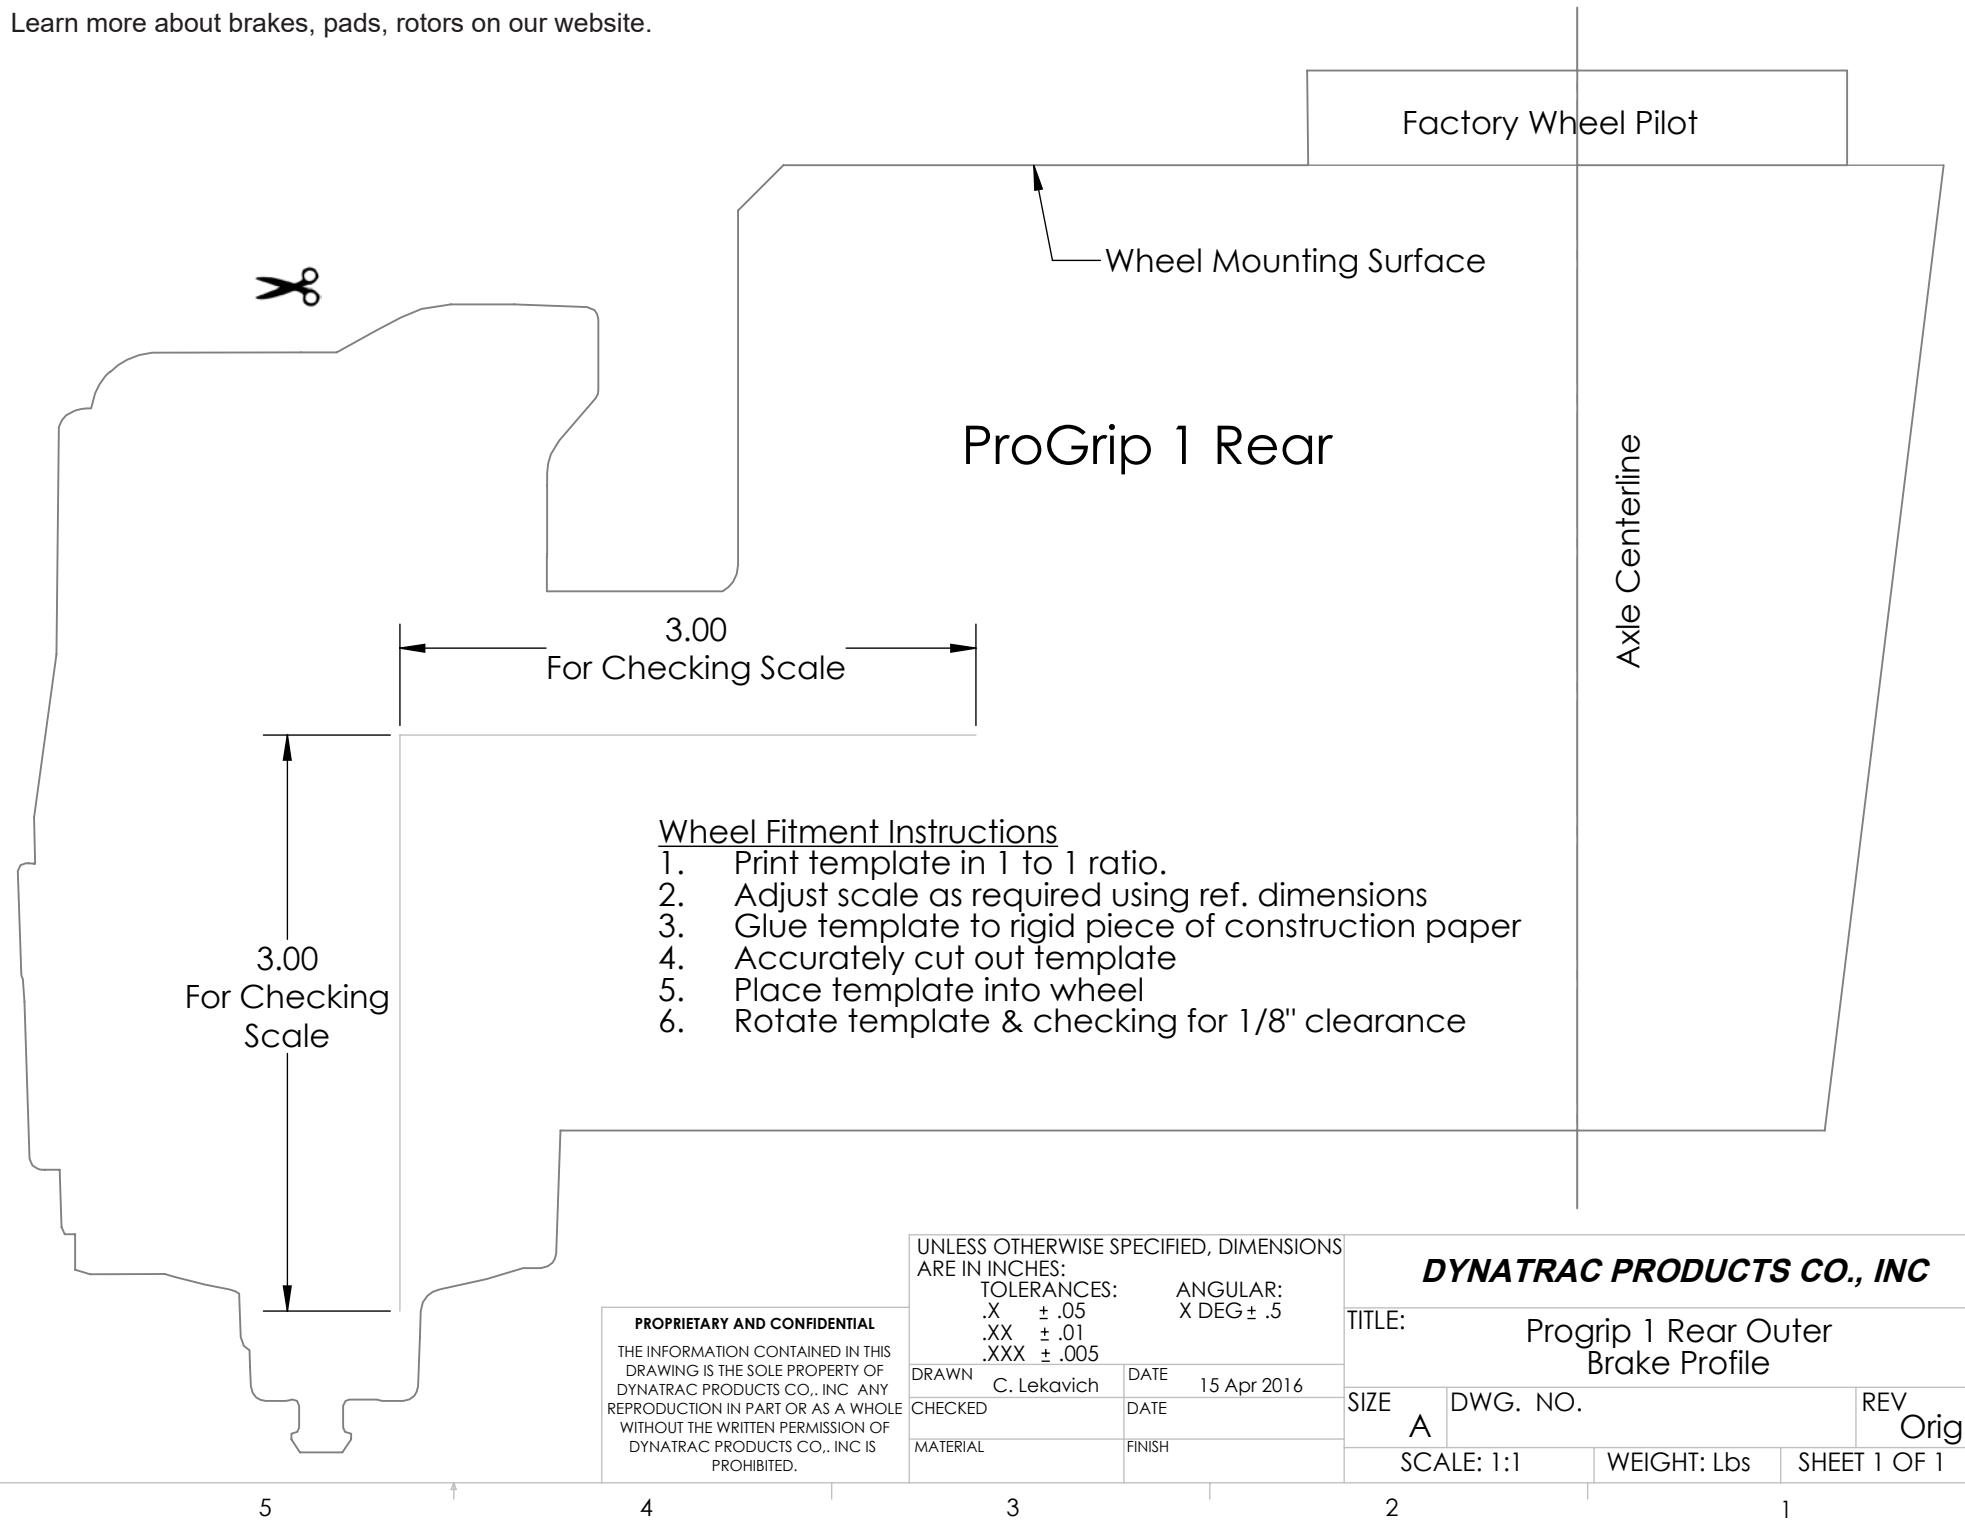 Learn more about brakes, pads, rotors on our website.
Factory Wheel Pilot
Wheel Mounting Surface
ProGrip 1 Rear
Axle Centerline
3.00
For Checking Scale
3.00
For Checking
Scale
Wheel Fitment Instructions
1. Print template in 1 to 1 ratio.
2. Adjust scale as required using ref. dimensions
3. Glue template to rigid piece of construction paper
4. Accurately cut out template
5. Place template into wheel
6. Rotate template & checking for 1/8" clearance
PROPRIETARY AND CONFIDENTIAL
THE INFORMATION CONTAINED IN THIS
DRAWING IS THE SOLE PROPERTY OF
DYNATRAC PRODUCTS CO,. INC ANY
REPRODUCTION IN PART OR AS A WHOLE
WITHOUT THE WRITTEN PERMISSION OF
DYNATRAC PRODUCTS CO,. INC IS
PROHIBITED.
UNLESS OTHERWISE SPECIFIED, DIMENSIONS
ARE IN INCHES:
TOLERANCES: ANGULAR:
.X ± .05 X DEG ± .5
.XX ± .01
.XXX ± .005
DRAWN C. Lekavich DATE 15 Apr 2016
CHECKED DATE
MATERIAL FINISH
DYNATRAC PRODUCTS CO., INC
TITLE:
Progrip 1 Rear Outer
Brake Profile
SIZE A DWG. NO. REV Orig
SCALE: 1:1 WEIGHT: Lbs SHEET 1 OF 1
5 4 3 2 1